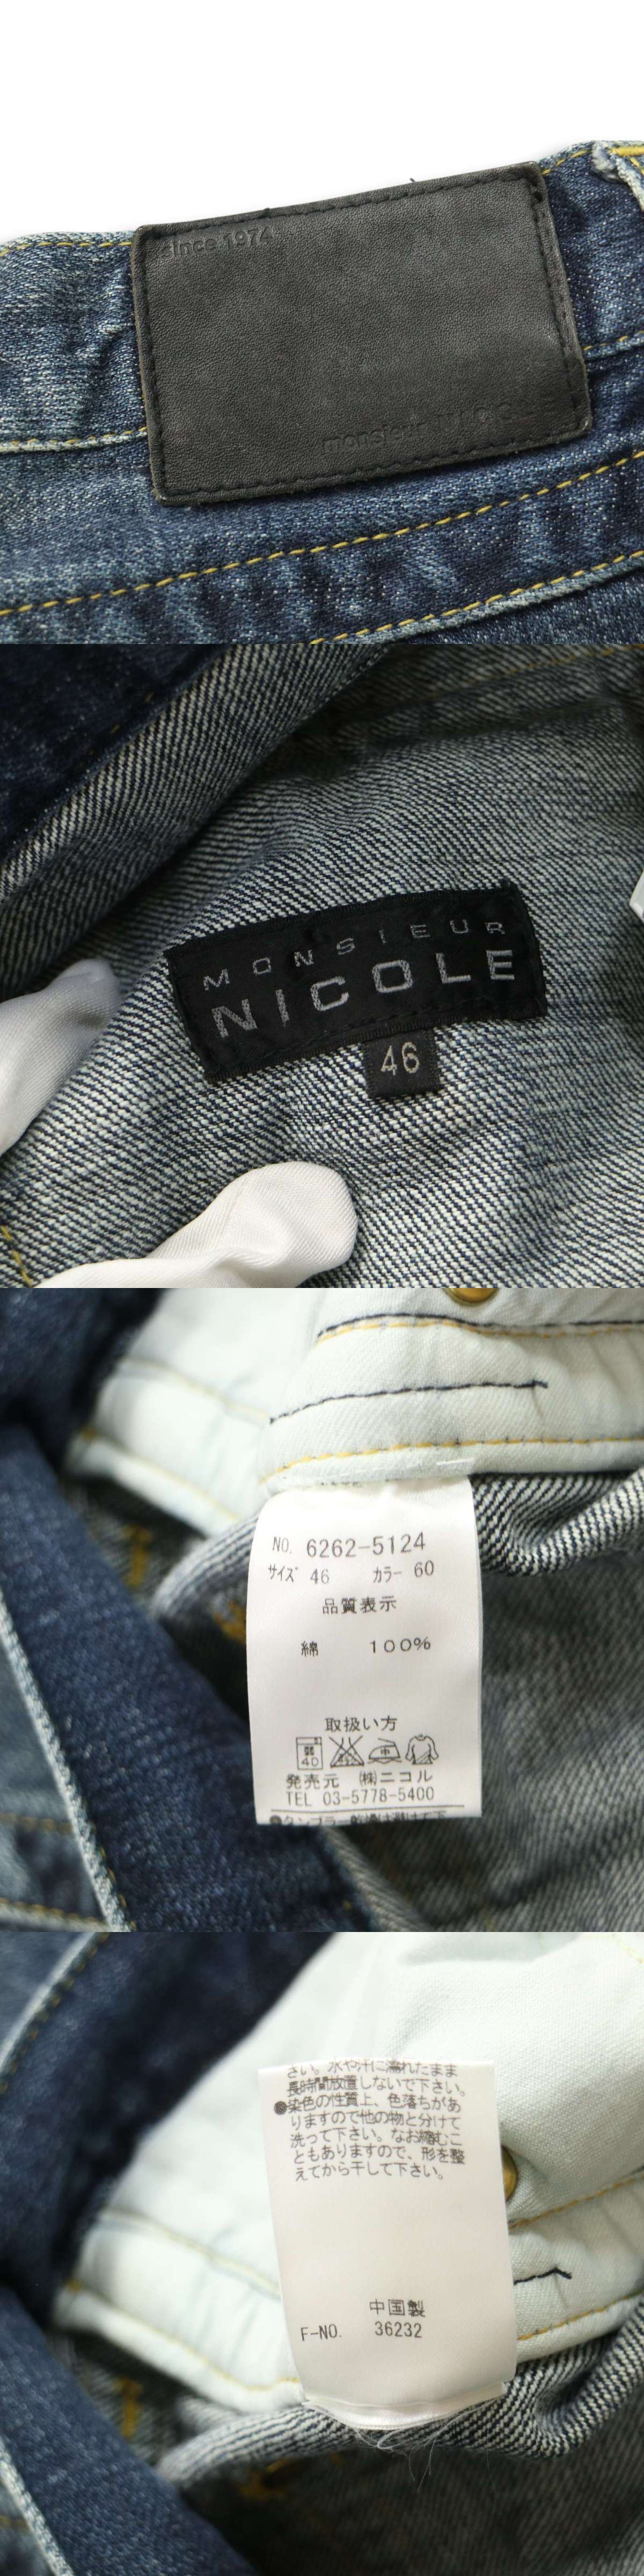 since 1974
monsieur NICOLE
MONSIEUR
NICOLE
46
NO. 6262-5124
サイズ 46 カラー 60
品質表示
綿 100%
取扱い方
弱
40
中
発売元 ㈱ニコル
TEL 03-5778-5400
さい。水や汗に濡れたまま
長時間放置しないで下さい。
●染色の性質上、色落ちがあ
りますので他の物と分けて
洗って下さい。なお縮むこ
ともありますので、形を整
えてから干して下さい。
中国製
F-NO. 36232